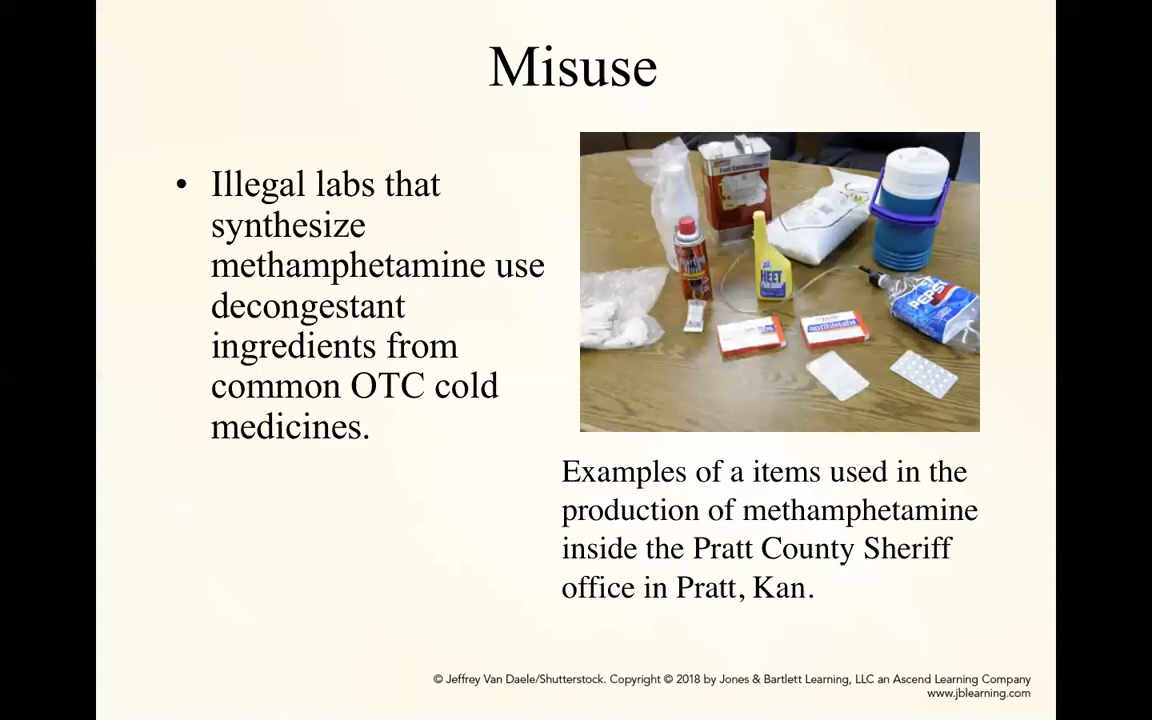 Misuse
• Illegal labs that
synthesize
methamphetamine use
decongestant
ingredients from
common OTC cold
medicines.
HEET
PEPSI
Examples of a items used in the
production of methamphetamine
inside the Pratt County Sheriff
office in Pratt, Kan.
© Jeffrey Van Daele/Shutterstock. Copyright © 2018 by Jones & Bartlett Learning, LLC an Ascend Learning Company
www.jblearning.com